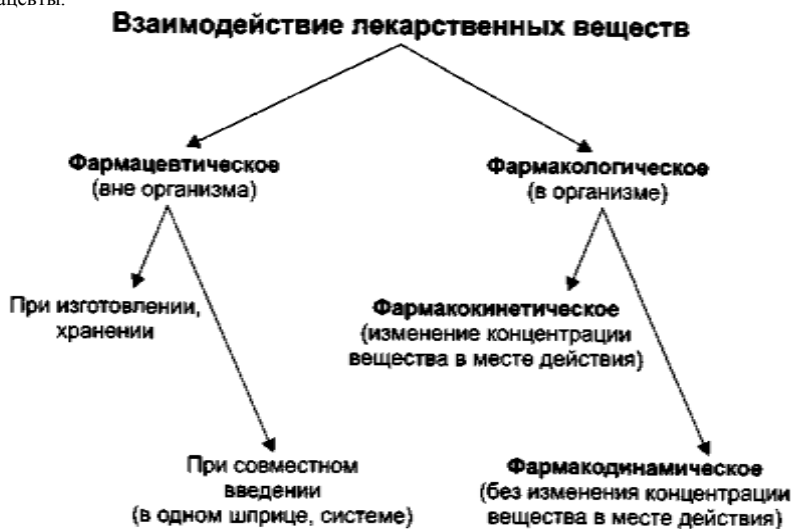 Взаимодействие лекарственных веществ
Фармацевтическое
(вне организма)
Фармакологическое
(в организме)
При изготовлении,
хранении
Фармакокинетическое
(изменение концентрации
вещества в месте действия)
При совместном
введении
(в одном шприце, системе)
Фармакодинамическое
(без изменения концентрации
вещества в месте действия)